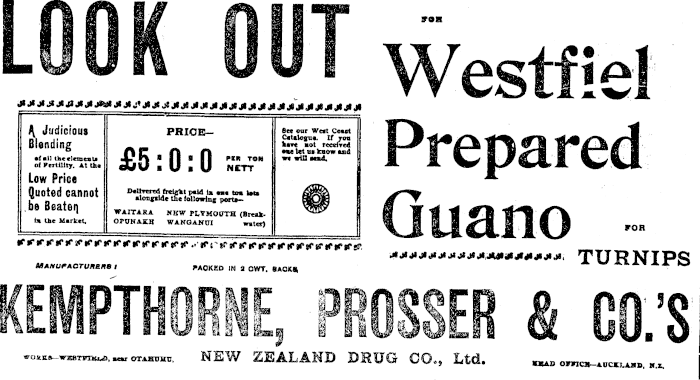 LOOK OUT
FOR
Westfiel
Prepared
Guano
FOR
TURNIPS
A Judicious
Blending
of all the elements
of Fertility. At the
Low Price
Quoted cannot
be Beaten
in the Market.
PRICE—
£5:0:0 PER TON
NETT
Delivered freight paid in one ton lots
alongside the following ports—
WAITARA NEW PLYMOUTH (Break-
OPUNAKH WANGANUI water)
See our West Coast
Catalogue. If you
have not received
one let us know and
we will send.
MANUFACTURERS:
PACKED IN 2 CWT. SACKS,
KEMPTHORNE, PROSSER & CO.'S
WORKS—WESTFIELD, near OTAHUHU.
NEW ZEALAND DRUG CO., Ltd.
HEAD OFFICE—AUCKLAND, N.Z.